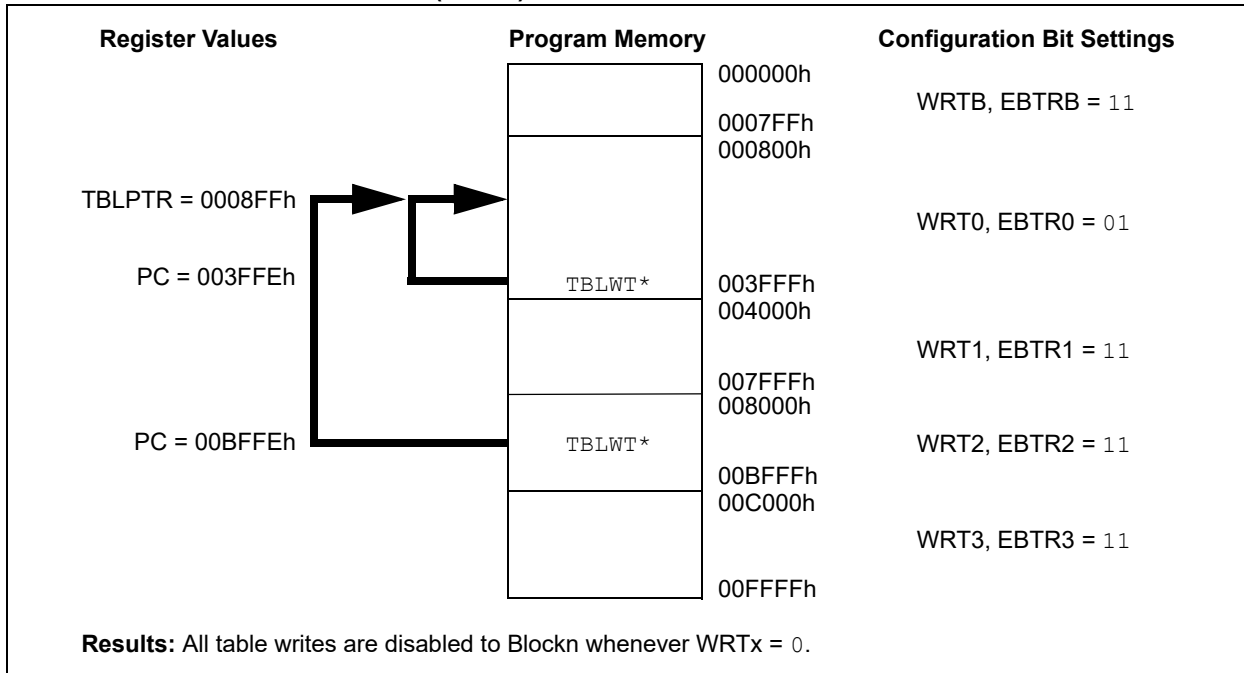 Register Values Program Memory Configuration Bit Settings
000000h
WRTB, EBTRB = 11
0007FFh
000800h
TBLPTR = 0008FFh
WRT0, EBTR0 = 01
PC = 003FFEh TBLWT* 003FFFh
004000h
WRT1, EBTR1 = 11
007FFFh
008000h
PC = 00BFFEh TBLWT* WRT2, EBTR2 = 11
00BFFFh
00C000h
WRT3, EBTR3 = 11
00FFFFh
Results: All table writes are disabled to Blockn whenever WRTx = 0.